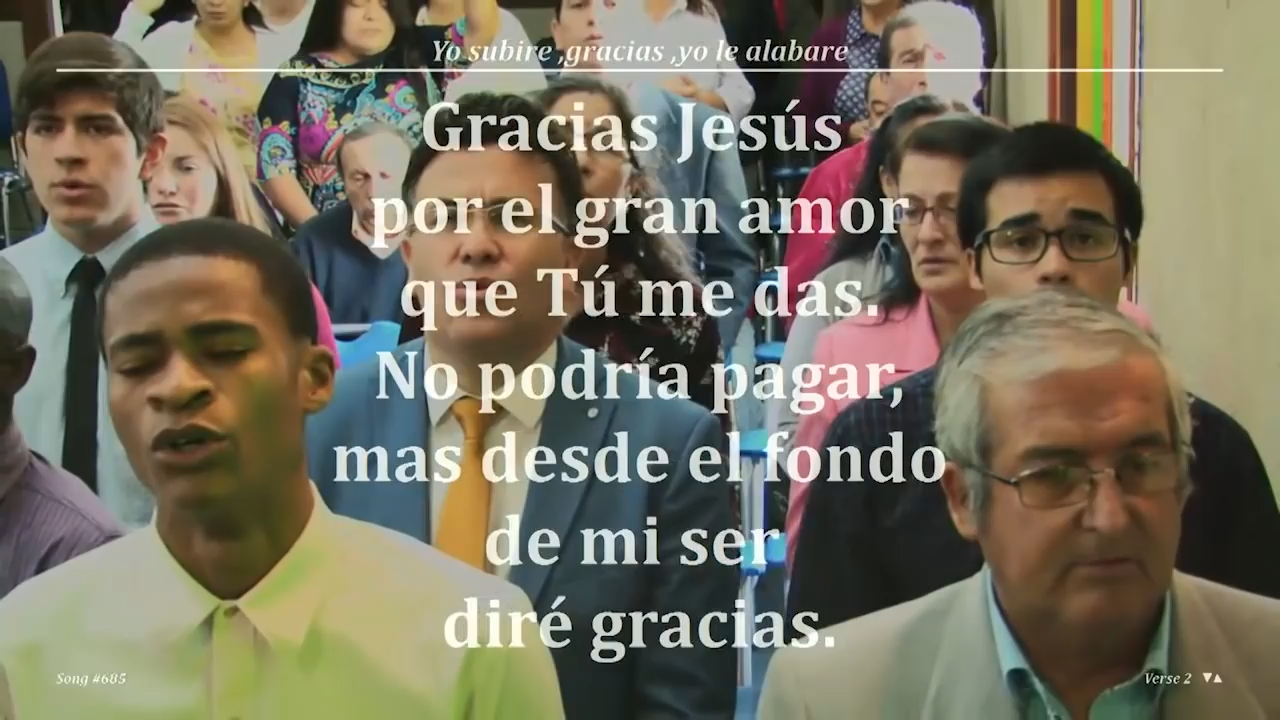 Yo subire ,gracias ,yo le alabare
Gracias Jesús
por el gran amor
que Tú me das.
No podría pagar,
mas desde el fondo
de mi ser
diré gracias.
Song #685
Verse 2 ▼▲